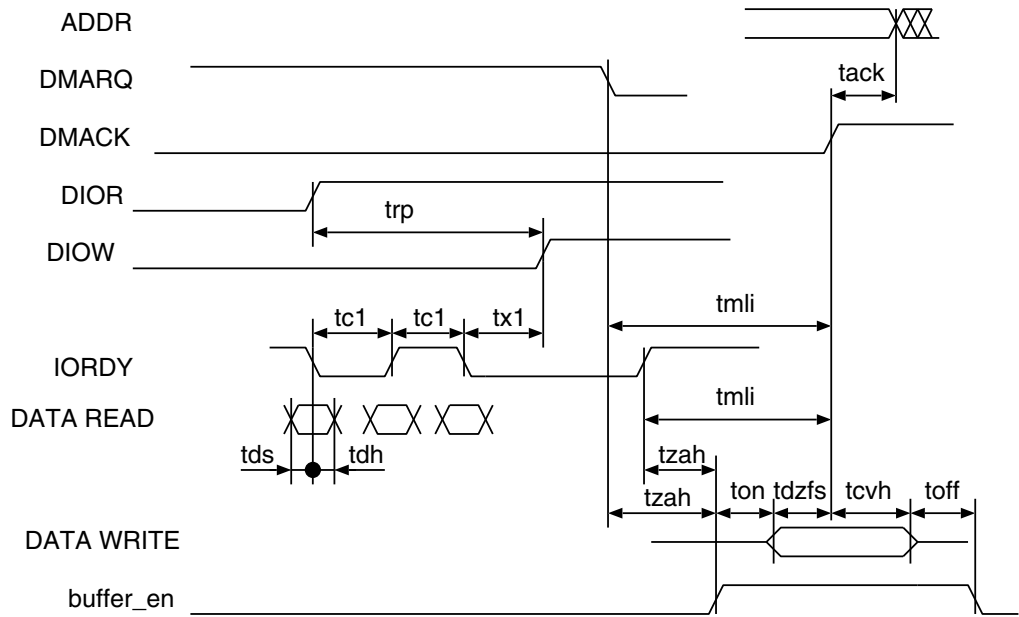 ADDR
DMARQ
tack
DMACK
DIOR
trp
DIOW
tc1 tc1 tx1 tmli
IORDY
tmli
DATA READ
tds tdh tzah
tzah ton tdzfs tcvh toff
DATA WRITE
buffer_en